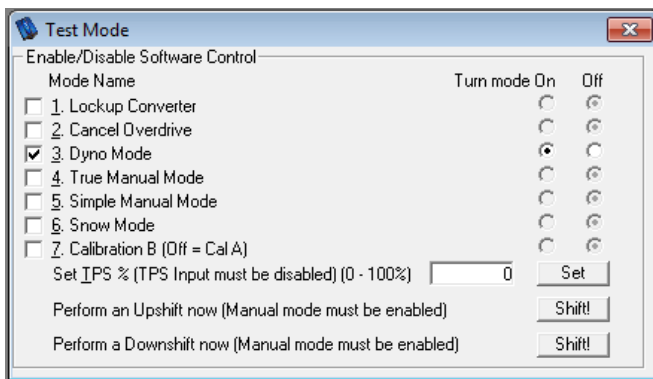 Test Mode
Enable/Disable Software Control
Mode Name Turn mode On Off
1. Lockup Converter
2. Cancel Overdrive
3. Dyno Mode
4. True Manual Mode
5. Simple Manual Mode
6. Snow Mode
7. Calibration B (Off = Cal A)
Set TPS % (TPS Input must be disabled) (0 - 100%) 0 Set
Perform an Upshift now (Manual mode must be enabled) Shift!
Perform a Downshift now (Manual mode must be enabled) Shift!